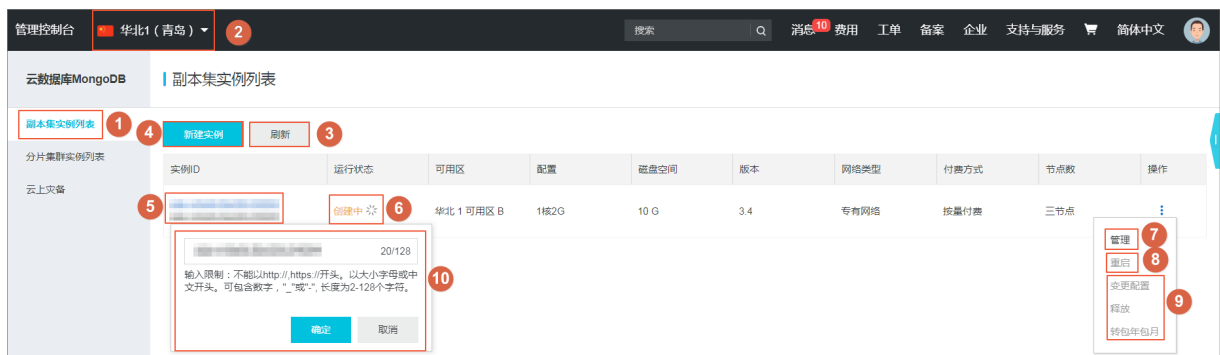 管理控制台 华北1（青岛） 2 搜索 消息 10 费用 工单 备案 企业 支持与服务 简体中文
云数据库MongoDB 副本集实例列表
副本集实例列表 1 4 新建实例 刷新 3
分片集群实例列表
云上灾备
实例ID 运行状态 可用区 配置 磁盘空间 版本 网络类型 付费方式 节点数 操作
5 创建中 6 华北 1 可用区 B 1核2G 10 G 3.4 专有网络 按量付费 三节点
20/128
输入限制：不能以http://,https://开头。以大小字母或中
文开头。可包含数字，"_"或"-", 长度为2-128个字符。
10
确定 取消
管理 7
重启 8
变更配置
释放
转包年包月
9